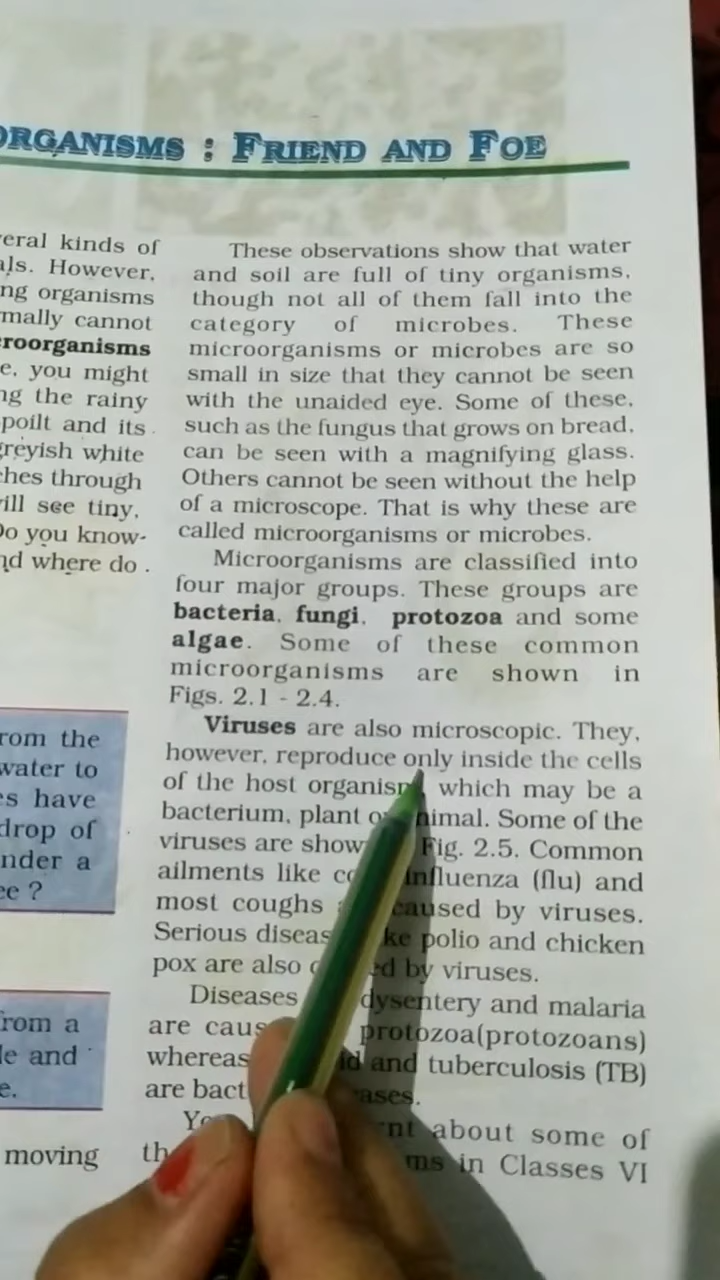 ORGANISMS : FRIEND AND FOE
eral kinds of
als. However,
ng organisms
mally cannot
roorganisms
e, you might
ng the rainy
poilt and its
greyish white
ches through
ill see tiny,
Do you know-
nd where do
rom the
water to
s have
drop of
nder a
ee ?
from a
le and
e.
moving
These observations show that water
and soil are full of tiny organisms,
though not all of them fall into the
category of microbes. These
microorganisms or microbes are so
small in size that they cannot be seen
with the unaided eye. Some of these,
such as the fungus that grows on bread,
can be seen with a magnifying glass.
Others cannot be seen without the help
of a microscope. That is why these are
called microorganisms or microbes.
Microorganisms are classified into
four major groups. These groups are
bacteria, fungi, protozoa and some
algae. Some of these common
microorganisms are shown in
Figs. 2.1 - 2.4.
Viruses are also microscopic. They,
however, reproduce only inside the cells
of the host organism, which may be a
bacterium, plant or animal. Some of the
viruses are show Fig. 2.5. Common
ailments like co influenza (flu) and
most coughs caused by viruses.
Serious diseas ke polio and chicken
pox are also ed by viruses.
Diseases dysentery and malaria
are caus protozoa(protozoans)
whereas id and tuberculosis (TB)
are bact ases.
Yo nt about some of
th ms in Classes VI